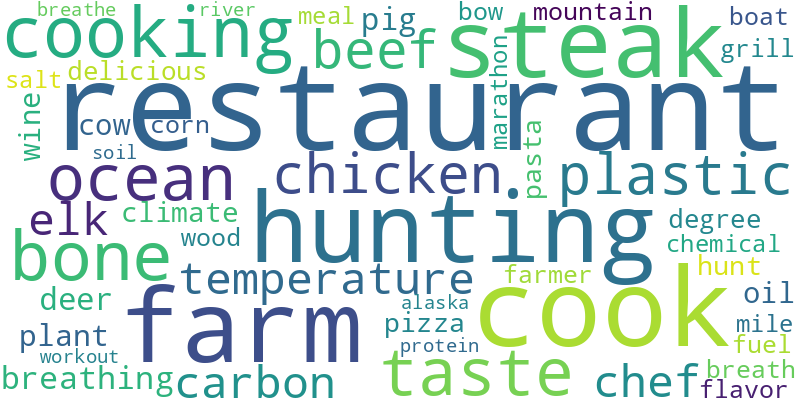 breathe river meal pig bow mountain boat
cooking beef steak grill
salt delicious
restaurant
wine cow corn marathon pasta
soil
ocean chicken plastic
elk climate hunting degree
bone wood chemical
temperature farmer hunt
deer farm alaska cook oil
plant pizza mile
workout protein fuel
breathing carbon taste chef breath
flavor